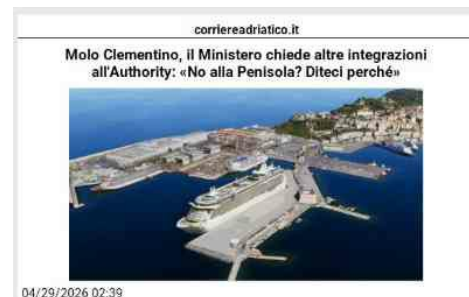 corriereadriatico.it
Molo Clementino, il Ministero chiede altre integrazioni
all'Authority: «No alla Penisola? Diteci perché»
04/29/2026 02:39